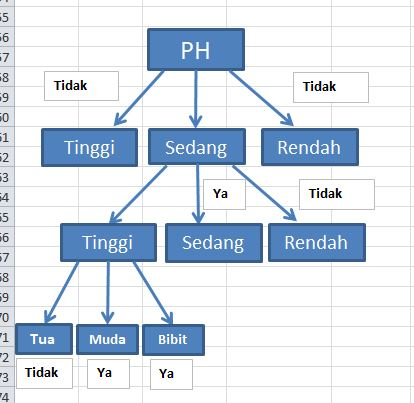 PH
Tidak
Tidak
Tinggi
Sedang
Rendah
Ya
Tidak
Tinggi
Sedang
Rendah
Tua
Muda
Bibit
Tidak
Ya
Ya